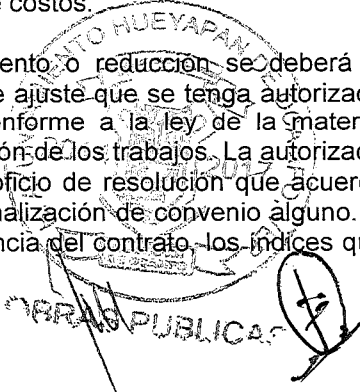 costos.
ento o reducción se deberá
e ajuste que se tenga autorizad
enforme a la ley de la mater
ón de los trabajos. La autorizac
oficio de resolución que acuer
nalización de convenio alguno.
ncia del contrato, los índices qu
HUEYAPAN DE
OBRAS PUBLICAS